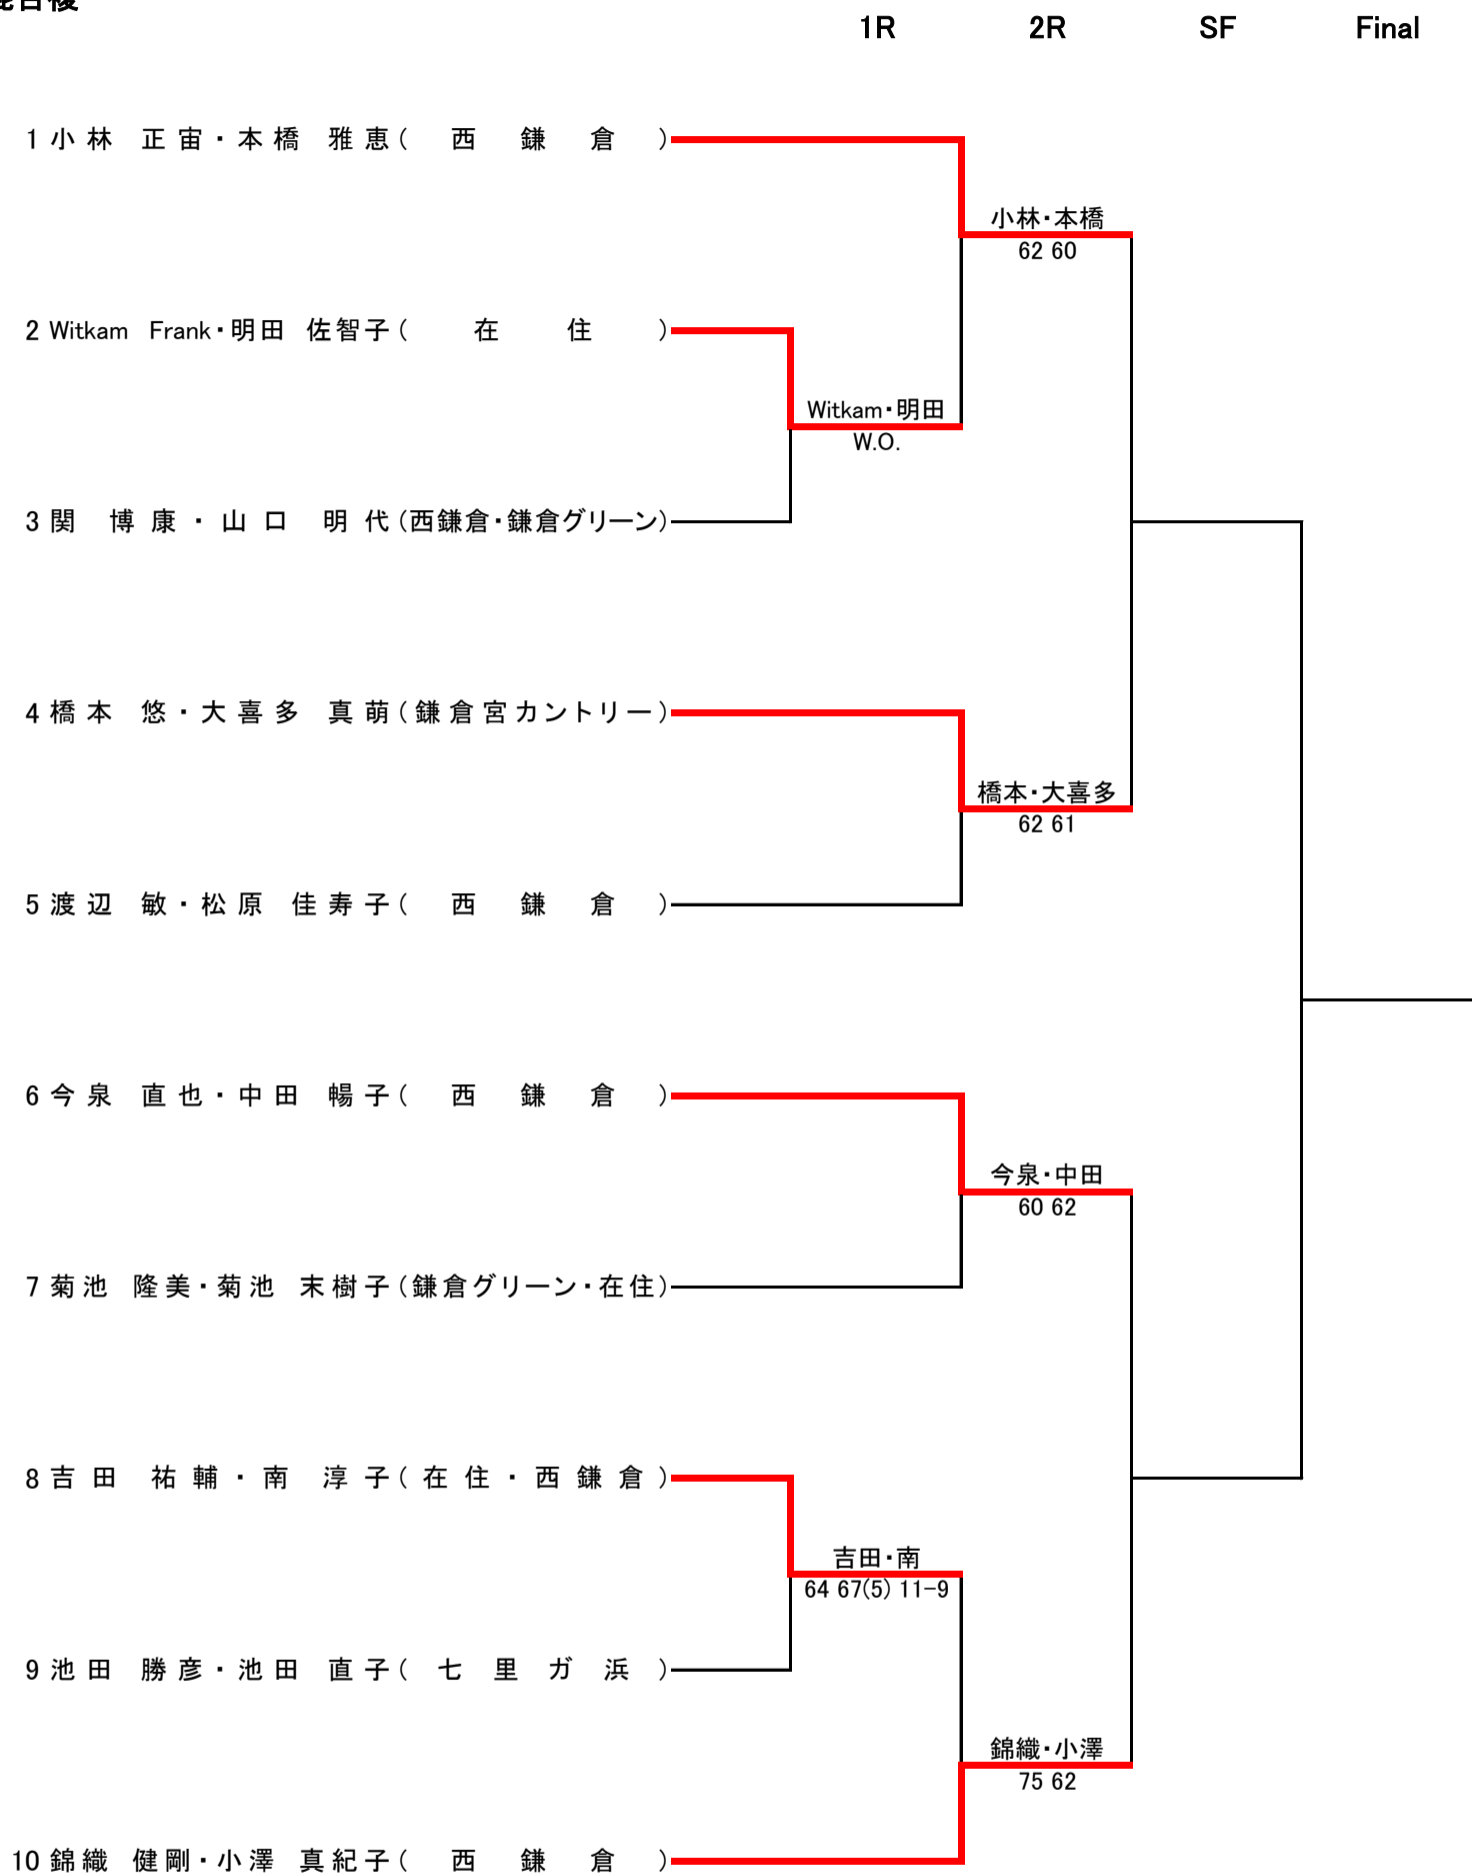 混合複
1R 2R SF Final
1 小林 正宙・本橋 雅恵(西鎌倉)
小林・本橋
62 60
2 Witkam Frank・明田 佐智子(在住)
Witkam・明田
W.O.
3 関 博康・山口 明代(西鎌倉・鎌倉グリーン)
4 橋本 悠・大喜多 真萌(鎌倉宮カントリー)
橋本・大喜多
62 61
5 渡辺 敏・松原 佳寿子(西鎌倉)
6 今泉 直也・中田 暢子(西鎌倉)
今泉・中田
60 62
7 菊池 隆美・菊池 末樹子(鎌倉グリーン・在住)
8 吉田 祐輔・南 淳子(在住・西鎌倉)
吉田・南
64 67(5) 11-9
9 池田 勝彦・池田 直子(七里ガ浜)
錦織・小澤
75 62
10 錦織 健剛・小澤 真紀子(西鎌倉)